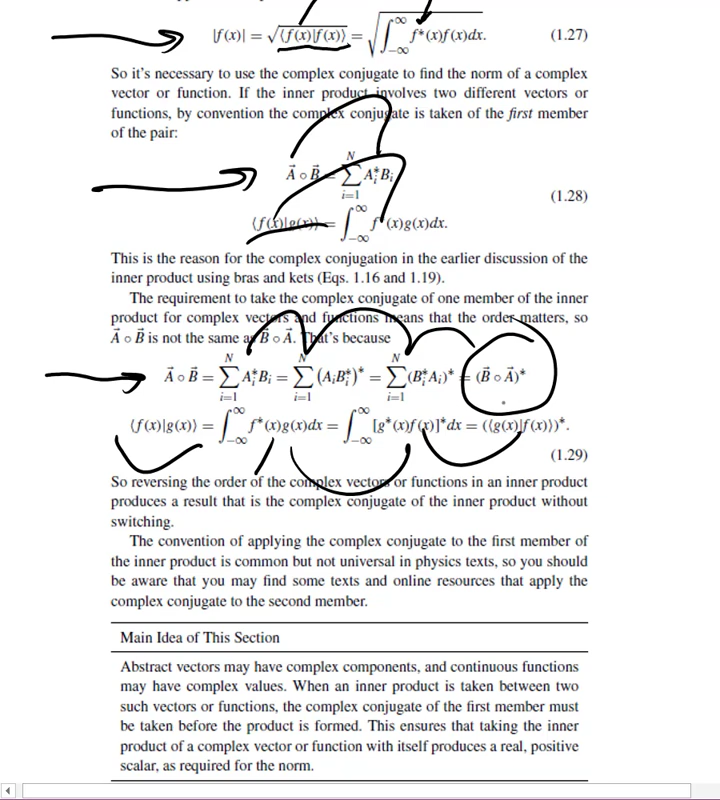 |f(x)| = √⟨f(x)|f(x)⟩ = √∫_{-∞}^{∞} f*(x)f(x)dx. (1.27)
So it's necessary to use the complex conjugate to find the norm of a complex
vector or function. If the inner product involves two different vectors or
functions, by convention the complex conjugate is taken of the first member
of the pair:
A⃗ ∘ B⃗ = ∑_{i=1}^{N} A_i* B_i
(1.28)
⟨f(x)|g(x)⟩ = ∫_{-∞}^{∞} f*(x)g(x)dx.
This is the reason for the complex conjugation in the earlier discussion of the
inner product using bras and kets (Eqs. 1.16 and 1.19).
The requirement to take the complex conjugate of one member of the inner
product for complex vectors and functions means that the order matters, so
A⃗ ∘ B⃗ is not the same as B⃗ ∘ A⃗. That's because
A⃗ ∘ B⃗ = ∑_{i=1}^{N} A_i* B_i = ∑_{i=1}^{N} (A_i B_i*)* = ∑_{i=1}^{N} (B_i* A_i)* = (B⃗ ∘ A⃗)*
⟨f(x)|g(x)⟩ = ∫_{-∞}^{∞} f*(x)g(x)dx = ∫_{-∞}^{∞} [g*(x)f(x)]*dx = (⟨g(x)|f(x)⟩)*.
(1.29)
So reversing the order of the complex vectors or functions in an inner product
produces a result that is the complex conjugate of the inner product without
switching.
The convention of applying the complex conjugate to the first member of
the inner product is common but not universal in physics texts, so you should
be aware that you may find some texts and online resources that apply the
complex conjugate to the second member.
Main Idea of This Section
Abstract vectors may have complex components, and continuous functions
may have complex values. When an inner product is taken between two
such vectors or functions, the complex conjugate of the first member must
be taken before the product is formed. This ensures that taking the inner
product of a complex vector or function with itself produces a real, positive
scalar, as required for the norm.